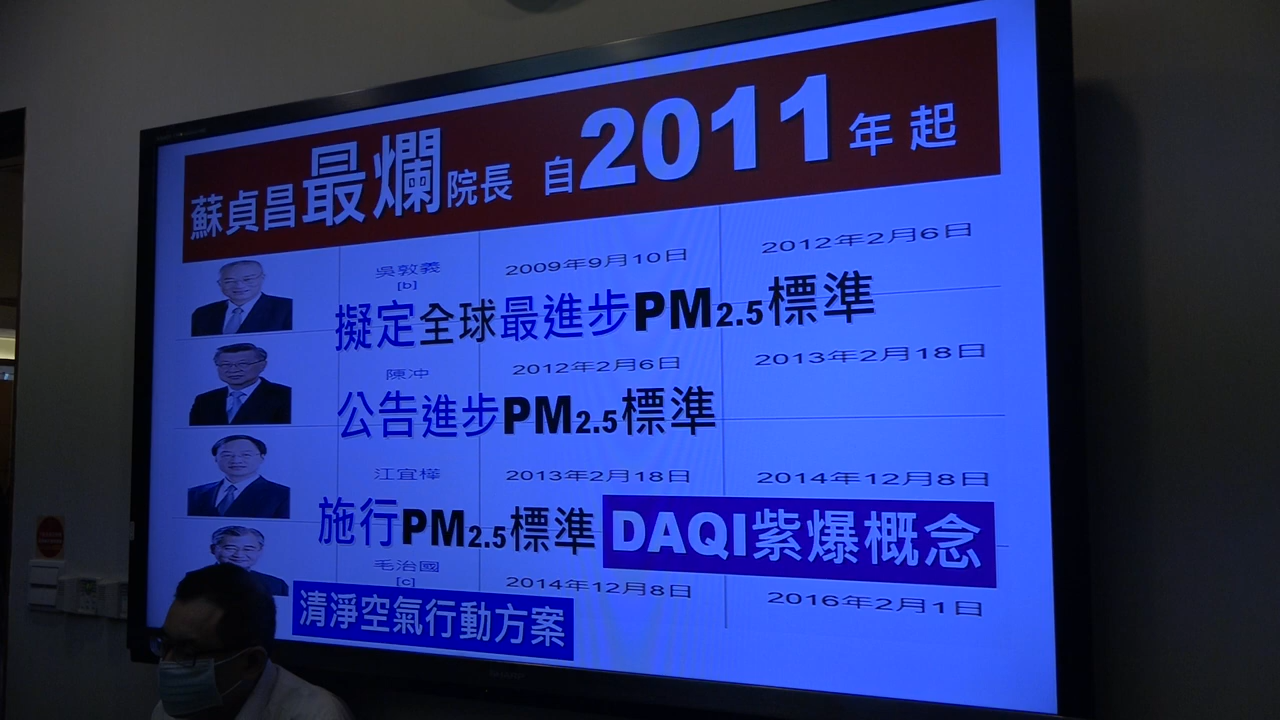 蘇貞昌最爛院長 自2011年起
吳敦義 2009年9月10日 2012年2月6日
[b]
擬定全球最進步PM2.5標準
陳冲 2012年2月6日 2013年2月18日
公告進步PM2.5標準
江宜樺 2013年2月18日 2014年12月8日
施行PM2.5標準 DAQI紫爆概念
毛治國 2014年12月8日 2016年2月1日
[c]
清淨空氣行動方案